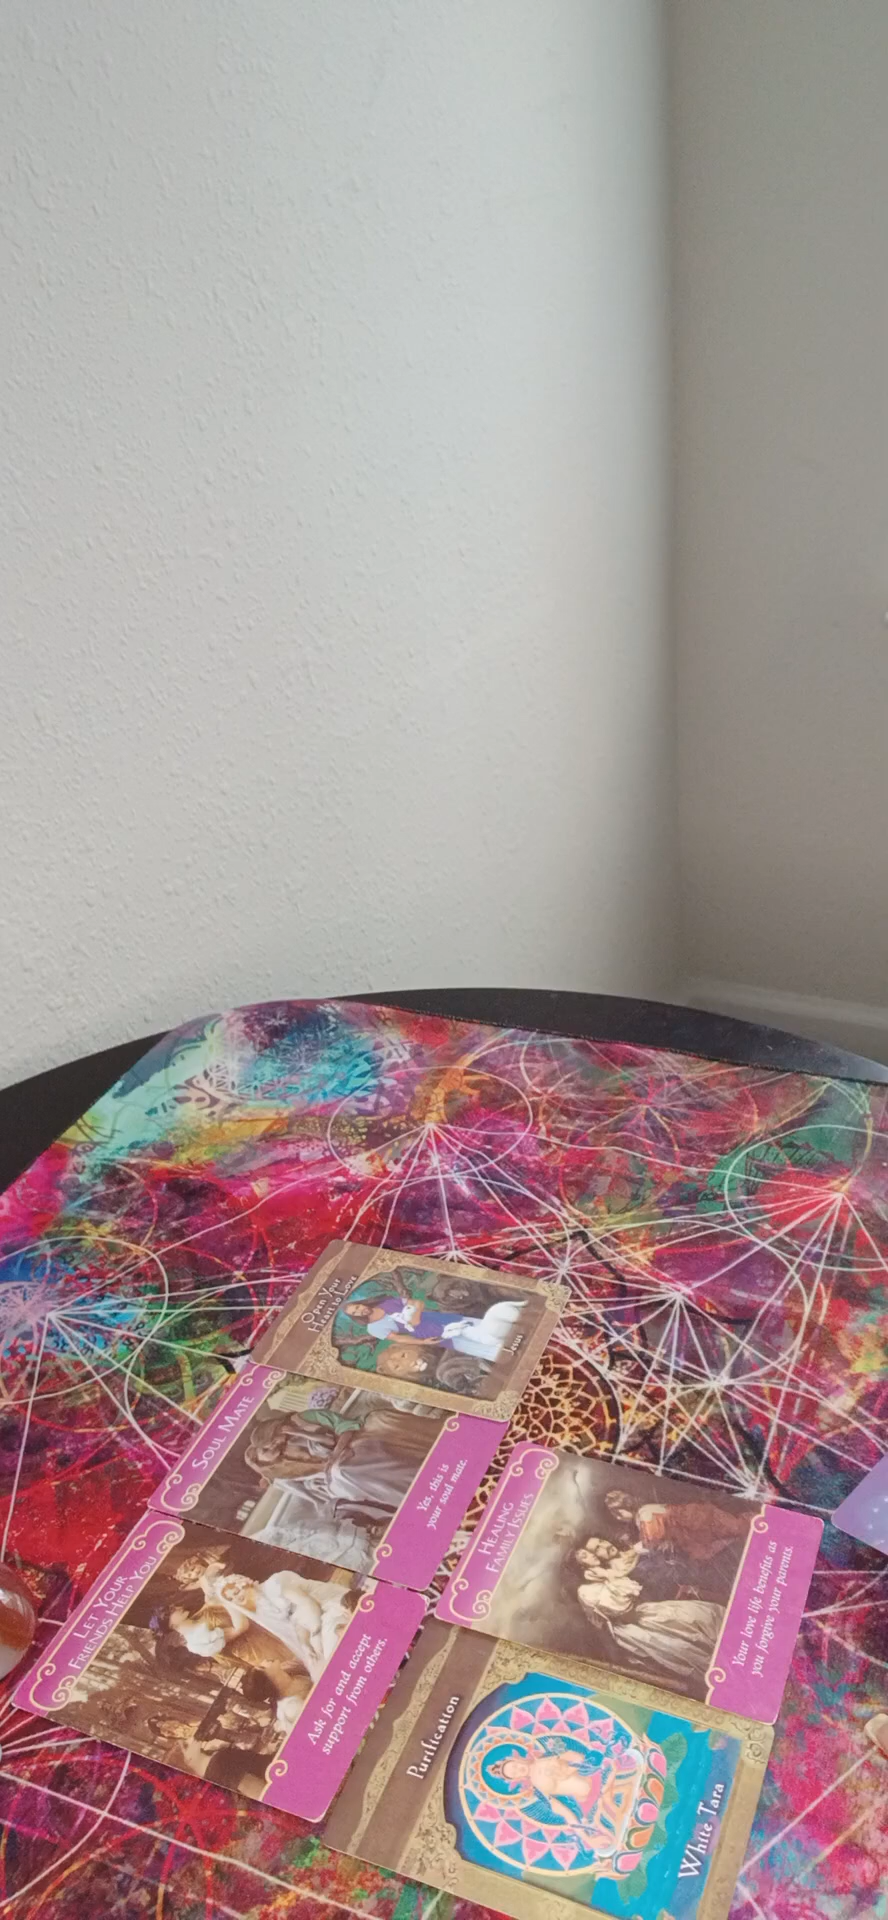 Open Your
Heart to Love
Jesus
SOUL MATE
Yes, this is
your soul mate.
LET YOUR
FRIENDS HELP YOU
Ask for and accept
support from others.
HEALING
FAMILY ISSUES
Your love life benefits as
you forgive your parents.
Purification
White Tara